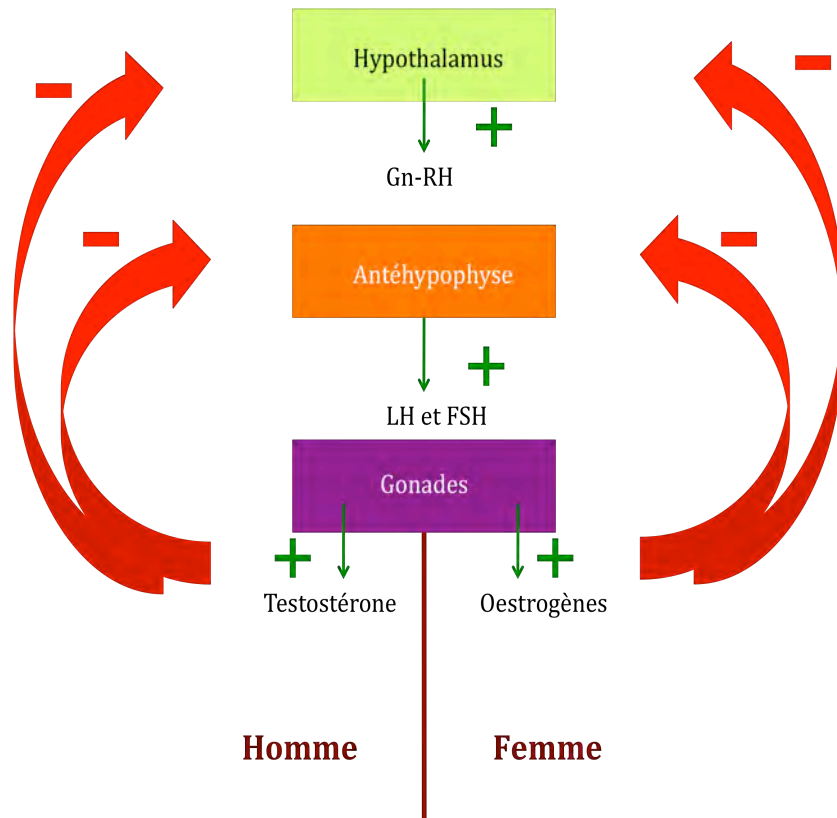 Hypothalamus
Gn-RH
Antéhypophyse
LH et FSH
Gonades
Testostérone
Oestrogènes
Homme
Femme